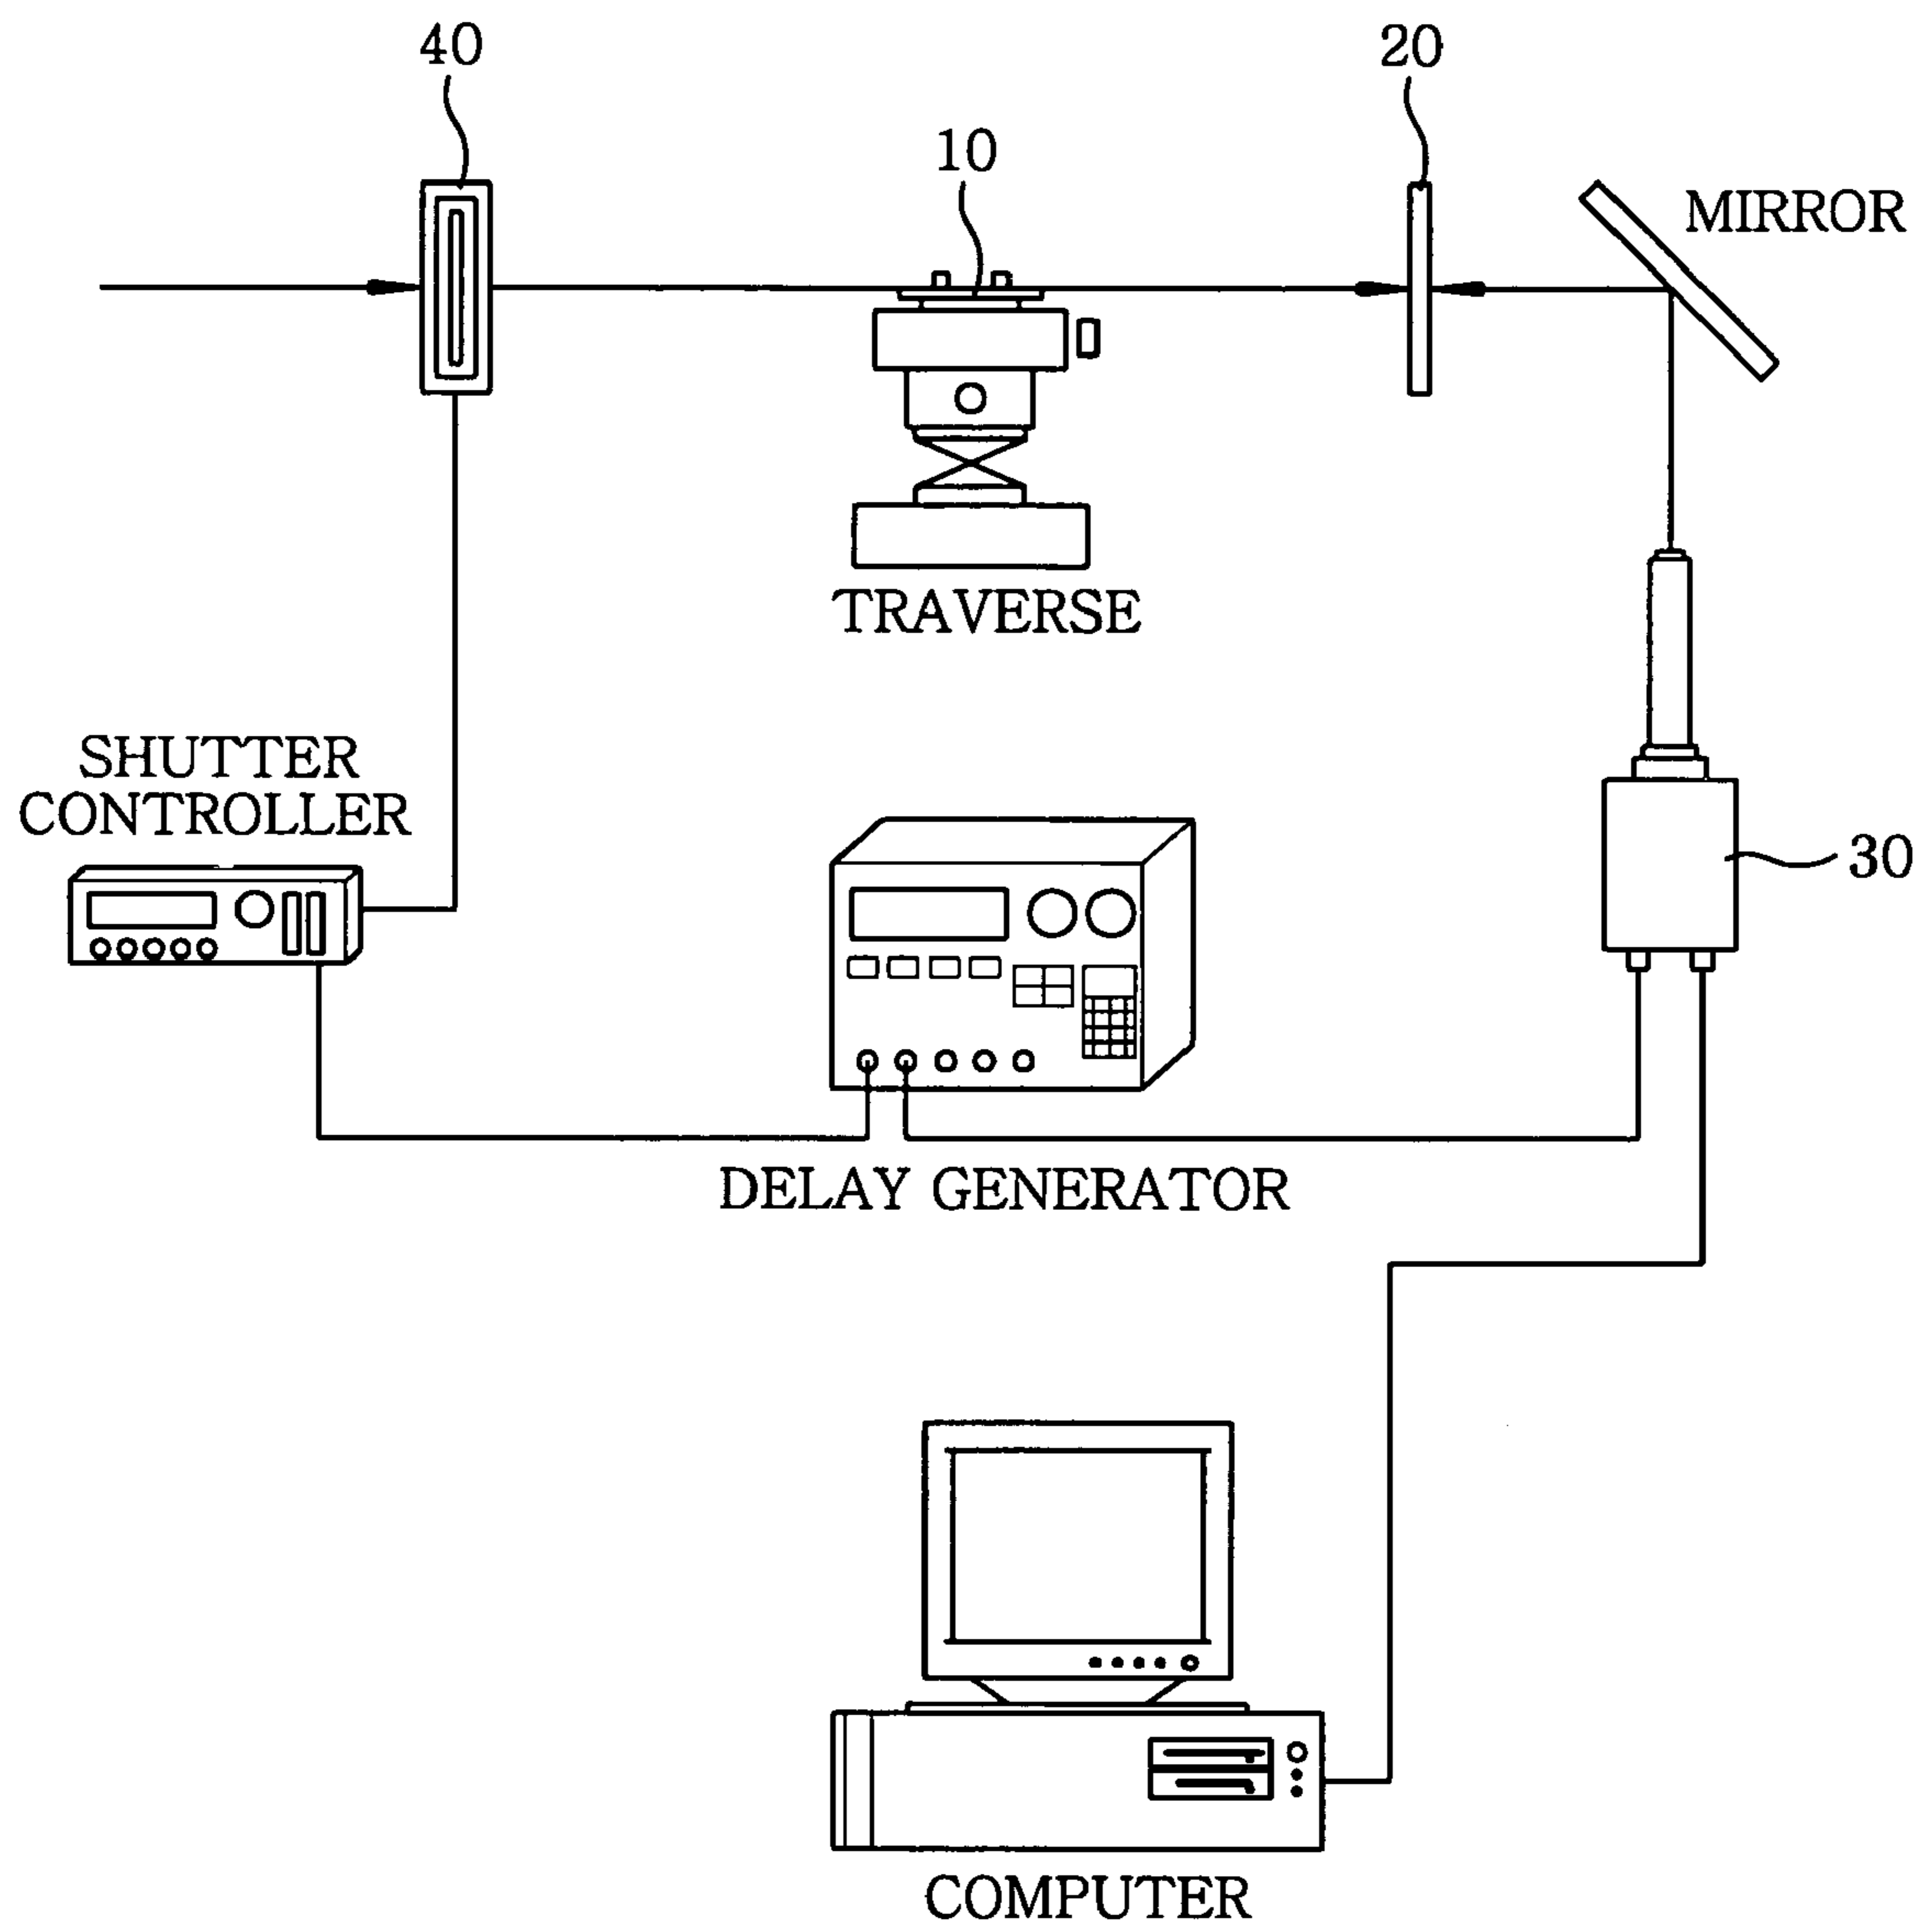 40
20
10
MIRROR
TRAVERSE
SHUTTER
CONTROLLER
30
DELAY GENERATOR
COMPUTER